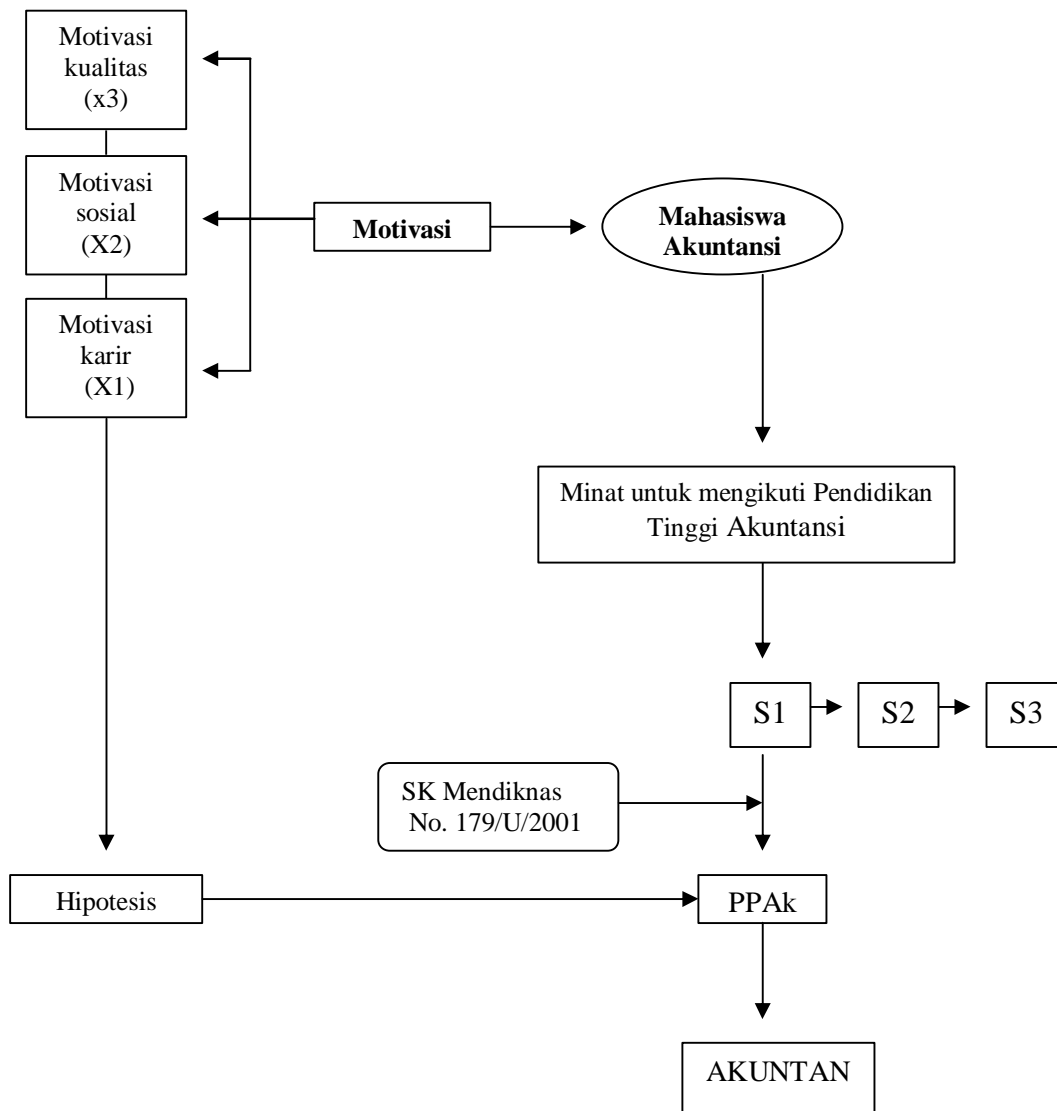 Motivasi
kualitas
(x3)
Motivasi
sosial
(X2)
Motivasi
karir
(X1)
Motivasi
Mahasiswa
Akuntansi
Minat untuk mengikuti Pendidikan
Tinggi Akuntansi
S1
S2
S3
SK Mendiknas
No. 179/U/2001
Hipotesis
PPAk
AKUNTAN